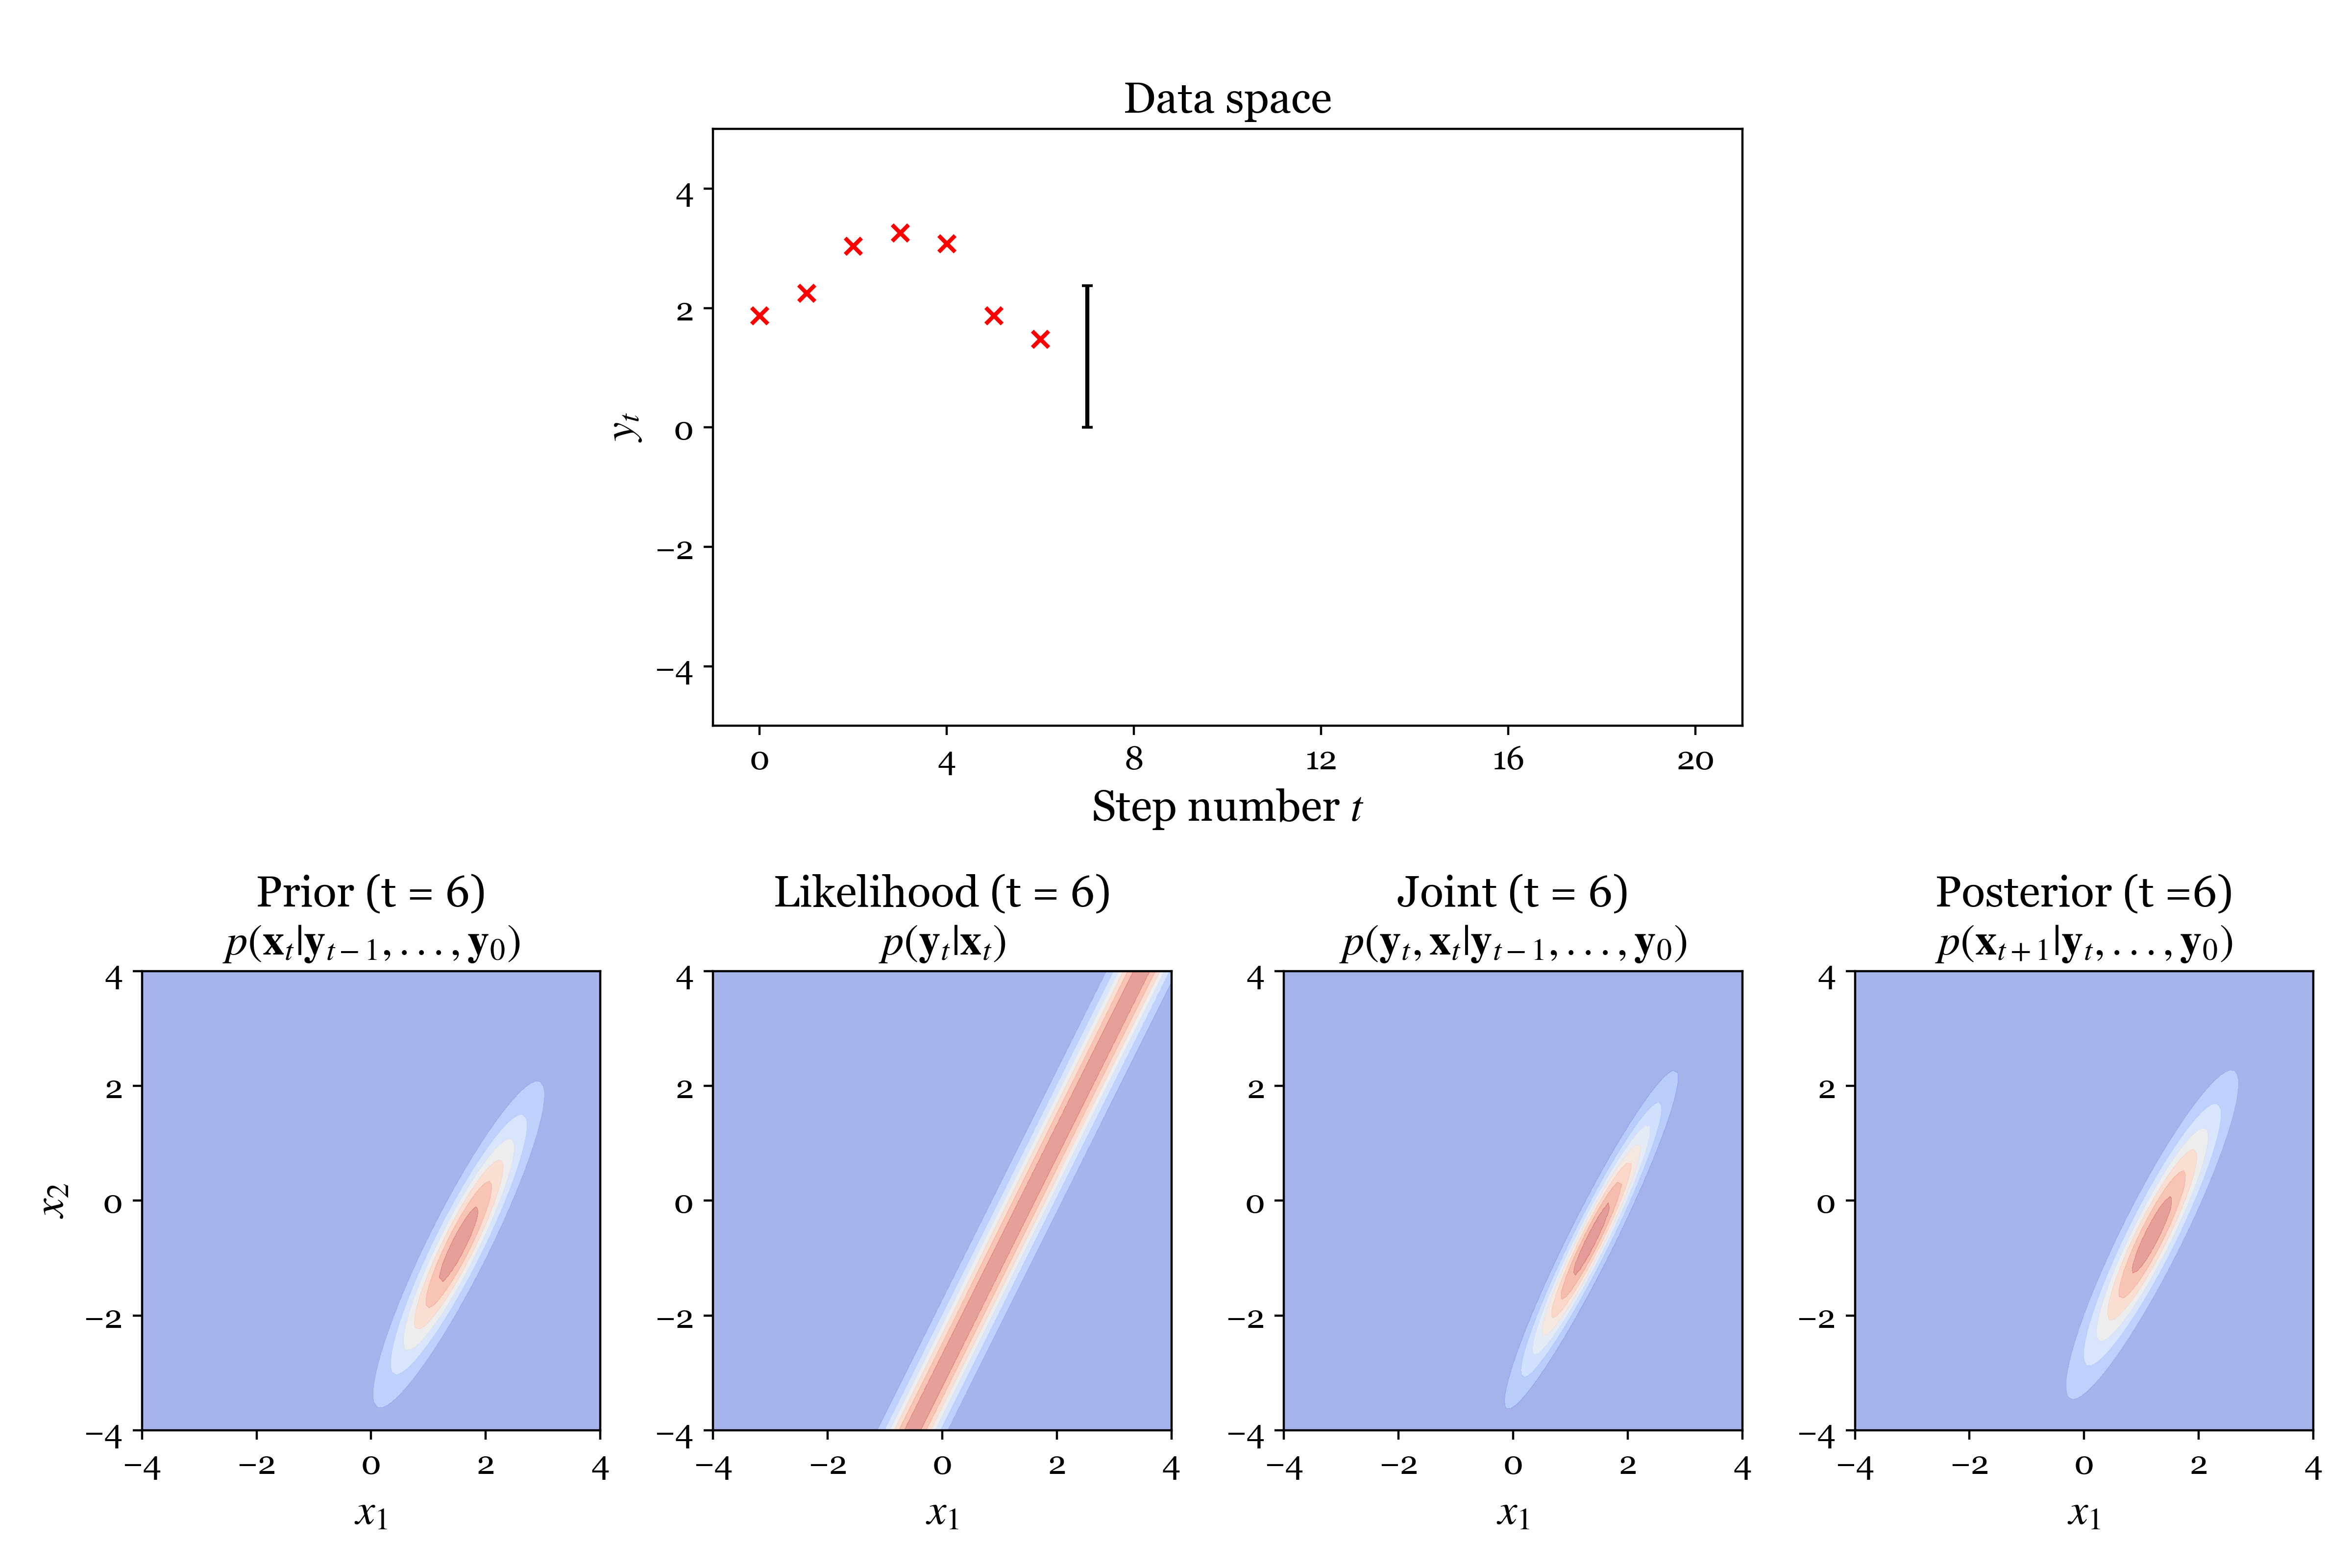 Data space
4
2
0
−2
−4
y_t
0 4 8 12 16 20
Step number t
Prior (t = 6)
p(x_t|y_{t−1}, . . . , y_0)
4
2
0
−2
−4
x_2
−4 −2 0 2 4
x_1
Likelihood (t = 6)
p(y_t|x_t)
4
2
0
−2
−4
−4 −2 0 2 4
x_1
Joint (t = 6)
p(y_t, x_t|y_{t−1}, . . . , y_0)
4
2
0
−2
−4
−4 −2 0 2 4
x_1
Posterior (t =6)
p(x_{t+1}|y_t, . . . , y_0)
4
2
0
−2
−4
−4 −2 0 2 4
x_1